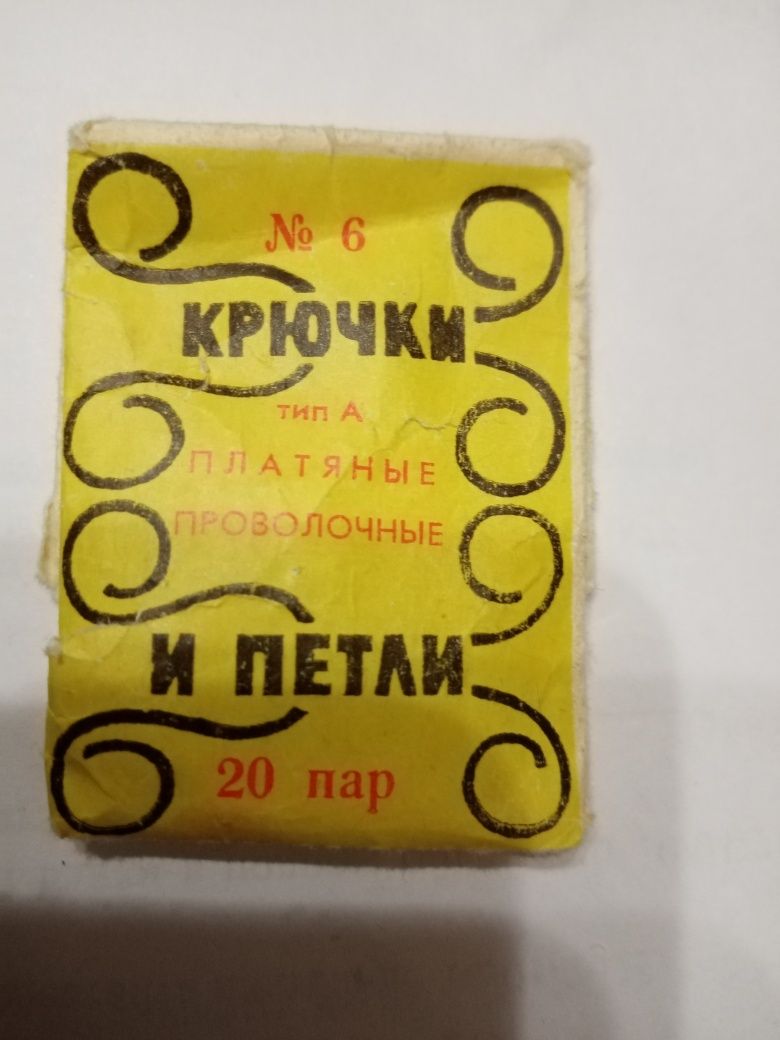 № 6
КРЮЧКИ
тип А
ПЛАТЯНЫЕ
ПРОВОЛОЧНЫЕ
И ПЕТЛИ
20 пар